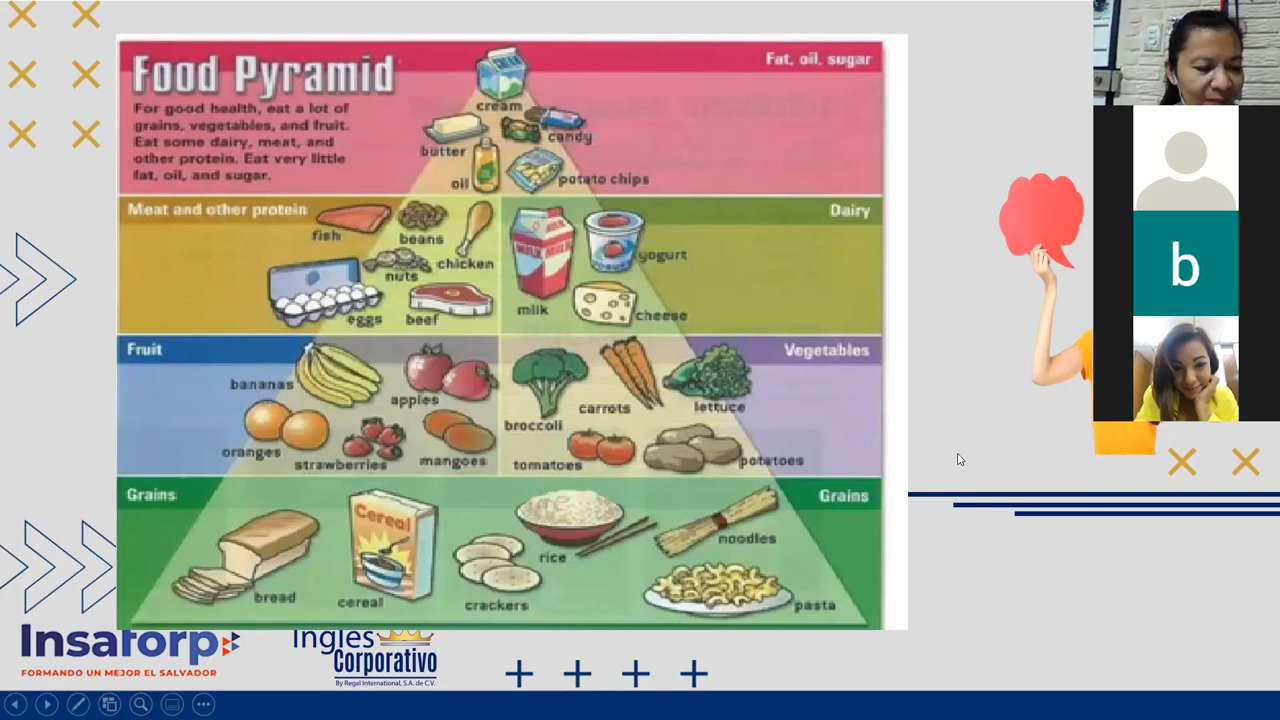 Food Pyramid
Fat, oil, sugar
For good health, eat a lot of
grains, vegetables, and fruit.
Eat some dairy, meat, and
other protein. Eat very little
fat, oil, and sugar.
cream
butter
candy
oil
potato chips
Meat and other protein
Dairy
fish
beans
nuts
chicken
eggs
beef
MILK
milk
yogurt
cheese
Fruit
Vegetables
bananas
apples
oranges
strawberries
mangoes
broccoli
carrots
lettuce
tomatoes
potatoes
Grains
Grains
bread
Cereal
cereal
crackers
rice
noodles
pasta
b
Insaforp
FORMANDO UN MEJOR EL SALVADOR
Ingles
Corporativo
By Regal International, S.A. de C.V.